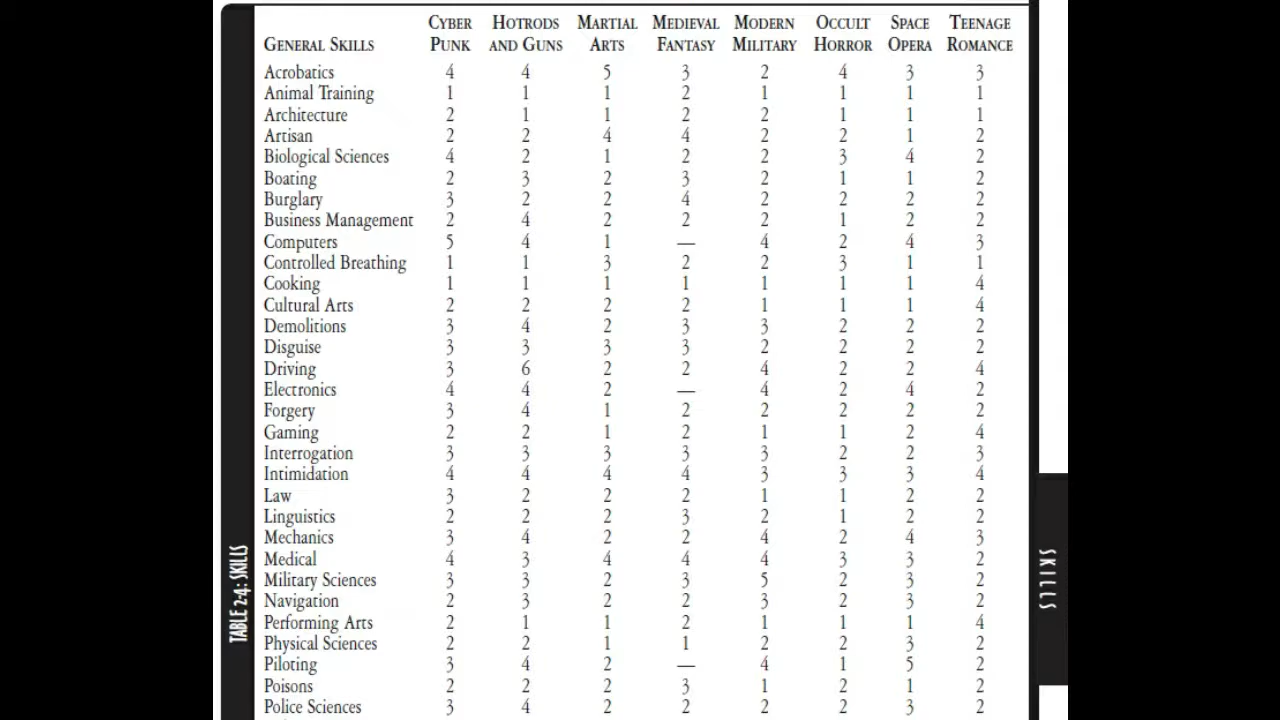 CYBER HOTRODS MARTIAL MEDIEVAL MODERN OCCULT SPACE TEENAGE
GENERAL SKILLS PUNK AND GUNS ARTS FANTASY MILITARY HORROR OPERA ROMANCE
Acrobatics 4 4 5 3 2 4 3 3
Animal Training 1 1 1 2 1 1 1 1
Architecture 2 1 1 2 2 1 1 1
Artisan 2 2 4 4 2 2 1 2
Biological Sciences 4 2 1 2 2 3 4 2
Boating 2 3 2 3 2 1 1 2
Burglary 3 2 2 4 2 2 2 2
Business Management 2 4 2 2 2 1 2 2
Computers 5 4 1 — 4 2 4 3
Controlled Breathing 1 1 3 2 2 3 1 1
Cooking 1 1 1 1 1 1 1 4
Cultural Arts 2 2 2 2 1 1 1 4
Demolitions 3 4 2 3 3 2 2 2
Disguise 3 3 3 3 2 2 2 2
Driving 3 6 2 2 4 2 2 4
Electronics 4 4 2 — 4 2 4 2
Forgery 3 4 1 2 2 2 2 2
Gaming 2 2 1 2 1 1 2 4
Interrogation 3 3 3 3 3 2 2 3
Intimidation 4 4 4 4 3 3 3 4
Law 3 2 2 2 1 1 2 2
Linguistics 2 2 2 3 2 1 2 2
Mechanics 3 4 2 2 4 2 4 3
Medical 4 3 4 4 4 3 3 2
Military Sciences 3 3 2 3 5 2 3 2
Navigation 2 3 2 2 3 2 3 2
Performing Arts 2 1 1 2 1 1 1 4
Physical Sciences 2 2 1 1 2 2 3 2
Piloting 3 4 2 — 4 1 5 2
Poisons 2 2 2 3 1 2 1 2
Police Sciences 3 4 2 2 2 2 3 2
TABLE 2-4: SKILLS
SKILLS